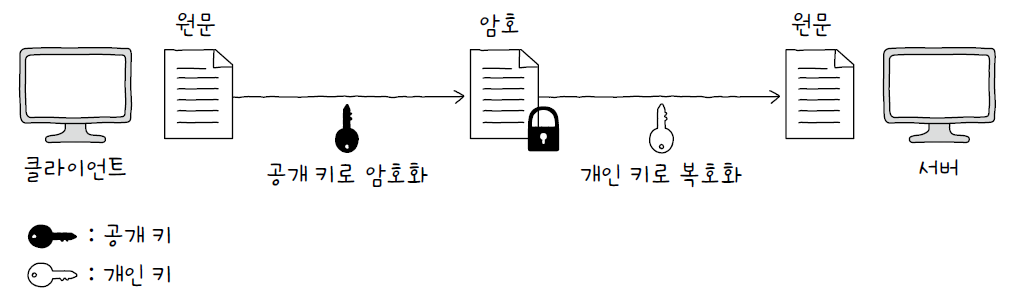 원문
암호
원문
클라이언트
공개 키로 암호화
개인 키로 복호화
서버
: 공개 키
: 개인 키